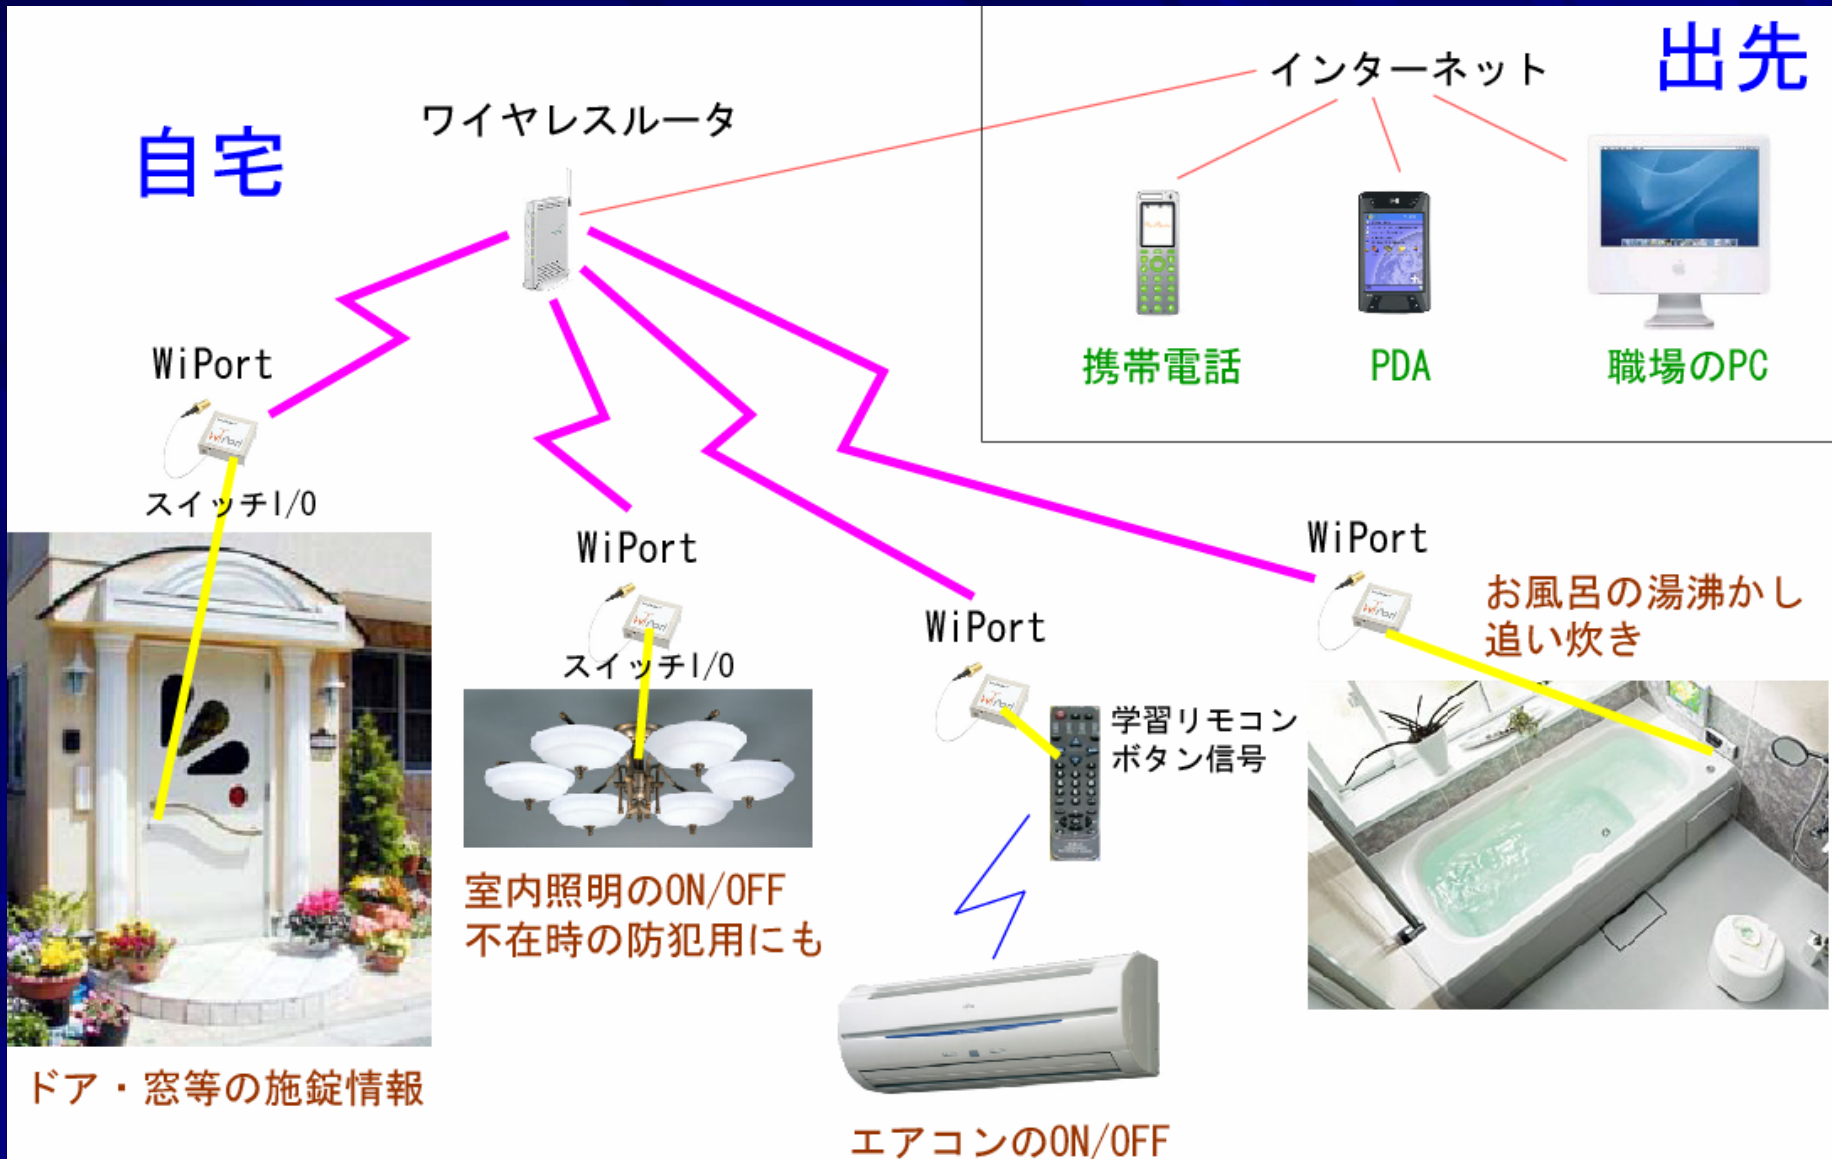 出先
インターネット
ワイヤレスルータ
自宅
携帯電話
PDA
職場のPC
WiPort
WiPort
スイッチI/O
WiPort
WiPort
スイッチI/O
WiPort
お風呂の湯沸かし
追い炊き
WiPort
WiPort
WiPort
学習リモコン
ボタン信号
室内照明のON/OFF
不在時の防犯用にも
ドア・窓等の施錠情報
エアコンのON/OFF